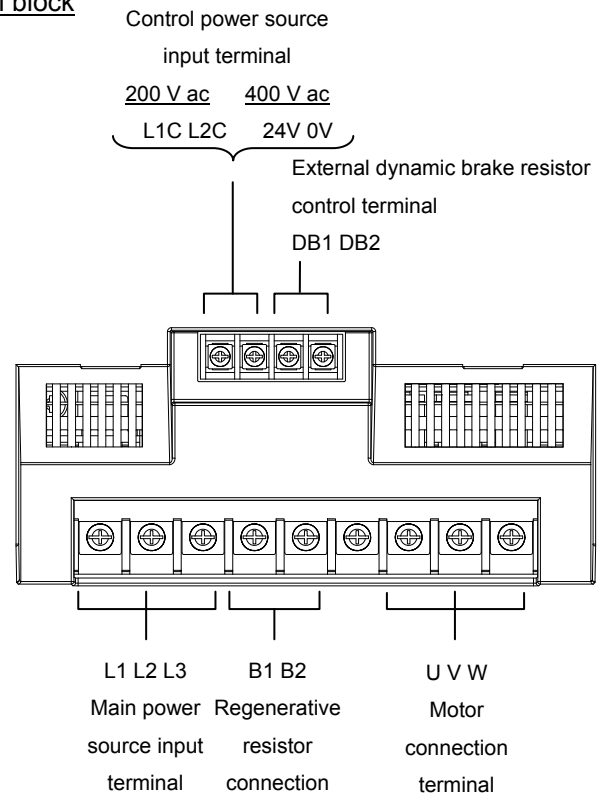 block
Control power source
input terminal
200 V ac 400 V ac
L1C L2C 24V 0V
External dynamic brake resistor
control terminal
DB1 DB2
L1 L2 L3
Main power
source input
terminal
B1 B2
Regenerative
resistor
connection
U V W
Motor
connection
terminal